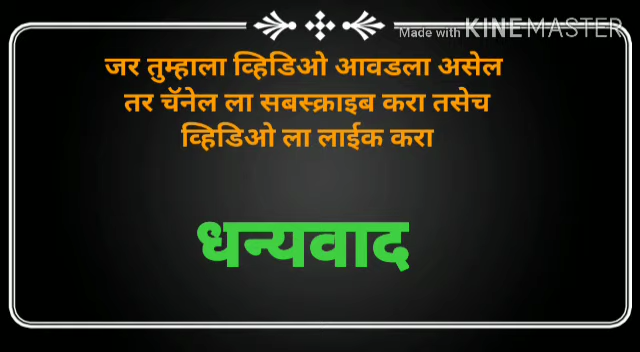 Made with KINEMASTER
जर तुम्हाला व्हिडिओ आवडला असेल
तर चॅनेल ला सबस्क्राइब करा तसेच
व्हिडिओ ला लाईक करा
धन्यवाद